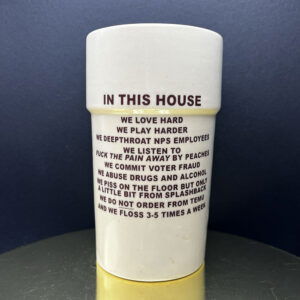 IN THIS HOUSE
WE LOVE HARD
WE PLAY HARDER
WE DEEPTHROAT NPS EMPLOYEES
WE LISTEN TO
FUCK THE PAIN AWAY BY PEACHES
WE COMMIT VOTER FRAUD
WE ABUSE DRUGS AND ALCOHOL
WE PISS ON THE FLOOR BUT ONLY
A LITTLE BIT FROM SPLASHBACK
WE DO NOT ORDER FROM TEMU
AND WE FLOSS 3-5 TIMES A WEEK